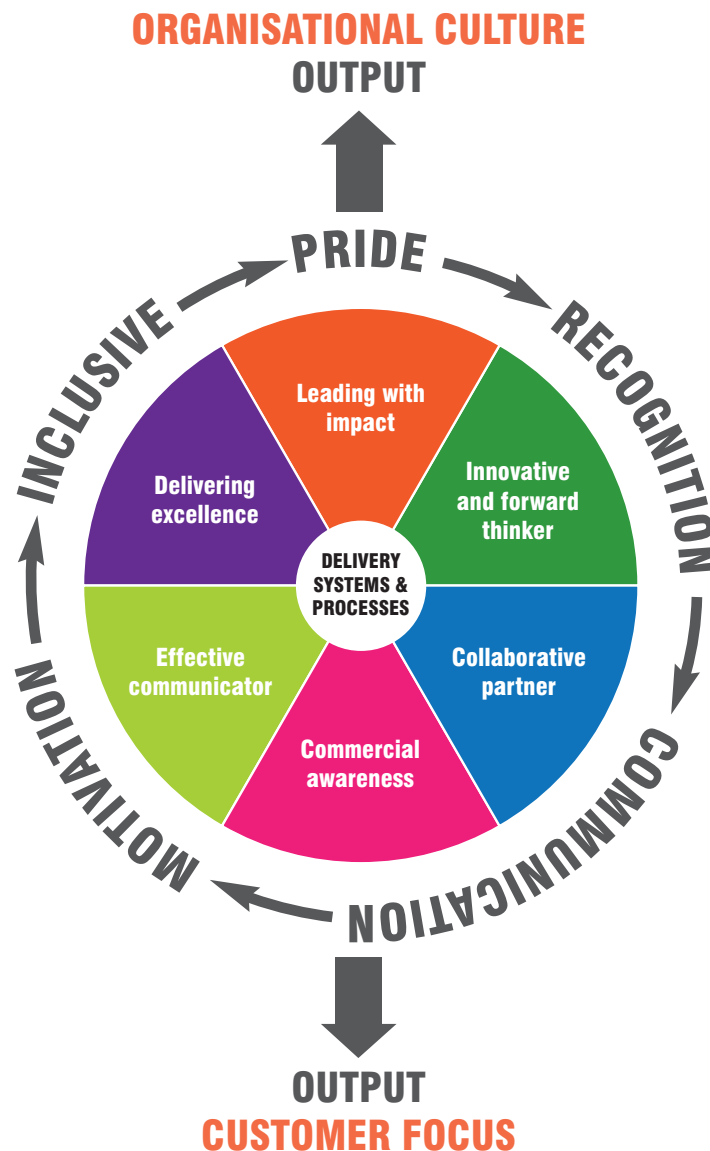 ORGANISATIONAL CULTURE
OUTPUT
PRIDE
RECOGNITION
COMMUNICATION
MOTIVATION
INCLUSIVE
Leading with
impact
Innovative
and forward
thinker
Collaborative
partner
Commercial
awareness
Effective
communicator
Delivering
excellence
DELIVERY
SYSTEMS &
PROCESSES
OUTPUT
CUSTOMER FOCUS